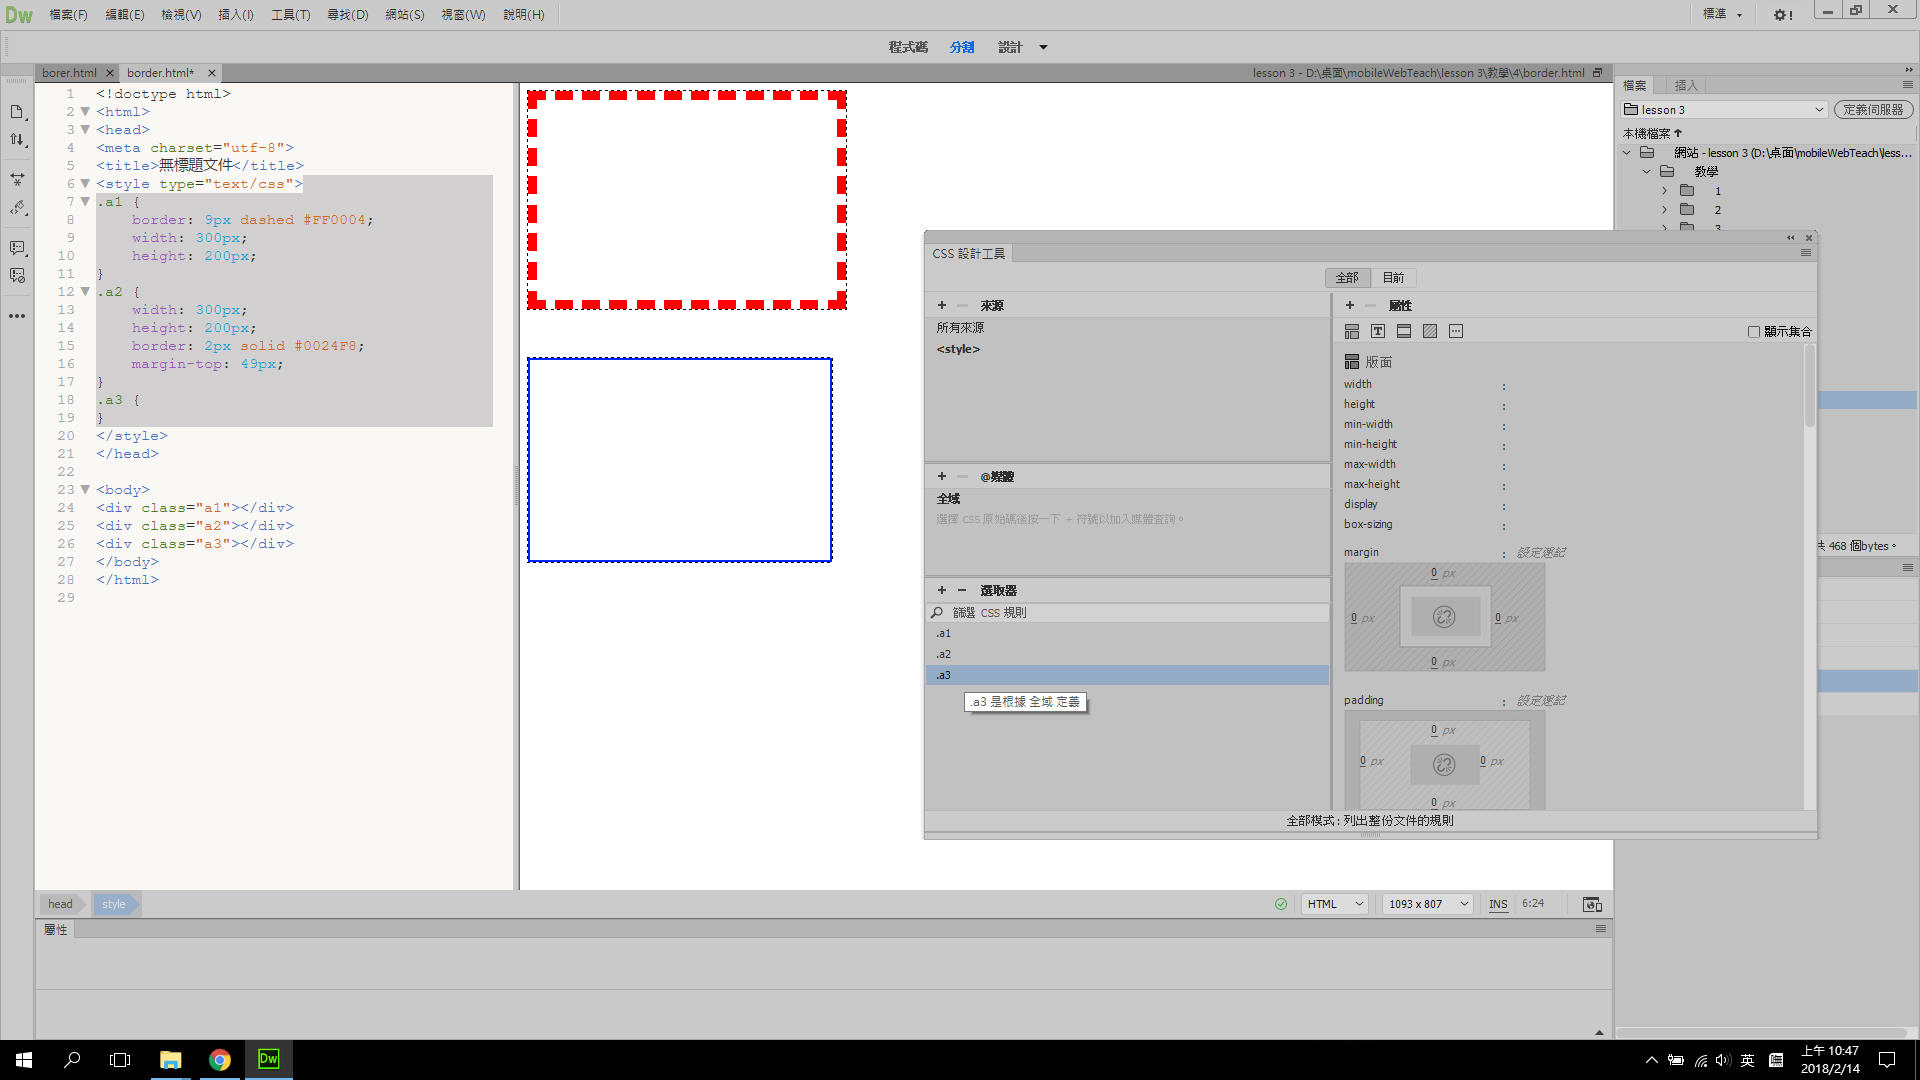 Dw 檔案(F) 編輯(E) 檢視(V) 插入(I) 工具(T) 尋找(D) 網站(S) 視窗(W) 說明(H) 標準
程式碼 分割 設計
borer.html border.html* lesson 3 - D:\桌面\mobileWebTeach\lesson 3\教學\4\border.html
1 <!doctype html>
2 <html>
3 <head>
4 <meta charset="utf-8">
5 <title>無標題文件</title>
6 <style type="text/css">
7 .a1 {
8 border: 9px dashed #FF0004;
9 width: 300px;
10 height: 200px;
11 }
12 .a2 {
13 width: 300px;
14 height: 200px;
15 border: 2px solid #0024F8;
16 margin-top: 49px;
17 }
18 .a3 {
19 }
20 </style>
21 </head>
22
23 <body>
24 <div class="a1"></div>
25 <div class="a2"></div>
26 <div class="a3"></div>
27 </body>
28 </html>
29
CSS 設計工具
全部 目前
+ − 來源
所有來源
<style>
+ − @媒體
全域
選擇 CSS 原始碼後按一下 + 符號以加入媒體查詢。
+ − 選取器
篩選 CSS 規則
.a1
.a2
.a3
.a3 是根據 全域 定義
+ − 屬性
顯示集合
版面
width :
height :
min-width :
min-height :
max-width :
max-height :
display :
box-sizing :
margin : 設定速記
0 px
0 px 0 px
0 px
padding : 設定速記
0 px
0 px 0 px
0 px
全部模式 : 列出整份文件的規則
檔案 插入
lesson 3 定義伺服器
本機檔案
網站 - lesson 3 (D:\桌面\mobileWebTeach\less...
教學
1
2
3
共 468 個bytes。
head style HTML 1093 x 807 INS 6:24
屬性
Dw 英 上午 10:47
2018/2/14